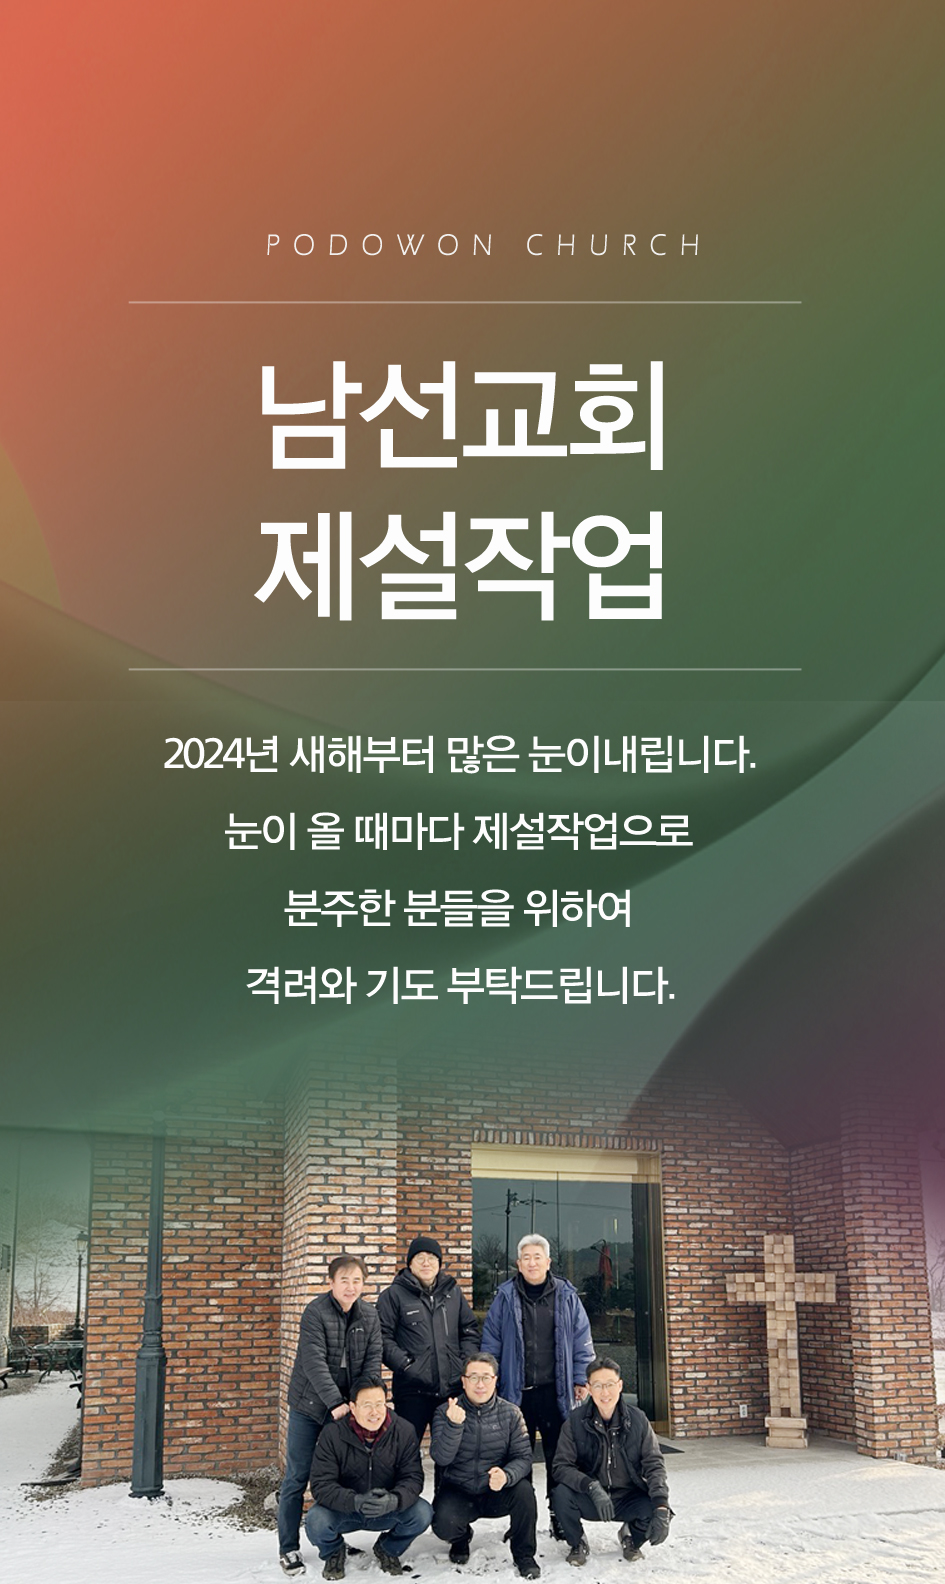 PODOWON CHURCH
남선교회
제설작업
2024년 새해부터 많은 눈이내립니다.
눈이 올 때마다 제설작업으로
분주한 분들을 위하여
격려와 기도 부탁드립니다.